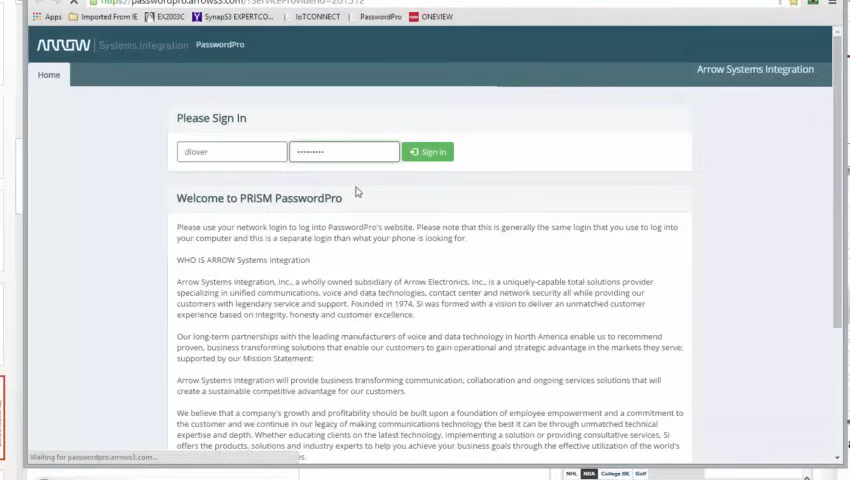 https://passwordpro.arrows3.com/?ServiceProviderId=201312
Apps Imported From IE EX2003C SynapS3 EXPERTCO... IoTCONNECT PasswordPro ONEVIEW
ARROW Systems.Integration PasswordPro
Arrow Systems Integration
Home
Please Sign In
dlover ········· Sign In
Welcome to PRISM PasswordPro
Please use your network login to log into PasswordPro's website. Please note that this is generally the same login that you use to log into
your computer and this is a separate login than what your phone is looking for.
WHO IS ARROW Systems Integration
Arrow Systems Integration, Inc., a wholly owned subsidiary of Arrow Electronics, Inc., is a uniquely-capable total solutions provider
specializing in unified communications, voice and data technologies, contact center and network security all while providing our
customers with legendary service and support. Founded in 1974, SI was formed with a vision to deliver an unmatched customer
experience based on integrity, honesty and customer excellence.
Our long-term partnerships with the leading manufacturers of voice and data technology in North America enable us to recommend
proven, business transforming solutions that enable our customers to gain operational and strategic advantage in the markets they serve;
supported by our Mission Statement:
Arrow Systems Integration will provide business transforming communication, collaboration and ongoing services solutions that will
create a sustainable competitive advantage for our customers.
We believe that a company's growth and profitability should be built upon a foundation of employee empowerment and a commitment to
the customer and we continue in our legacy of making communications technology the best it can be through unmatched technical
expertise and depth. Whether educating clients on the latest technology, implementing a solution or providing consultative services, SI
offers the products, solutions and industry experts to help you achieve your business goals through the effective utilization of the world's
Waiting for passwordpro.arrows3.com...
NHL NBA College BK Golf